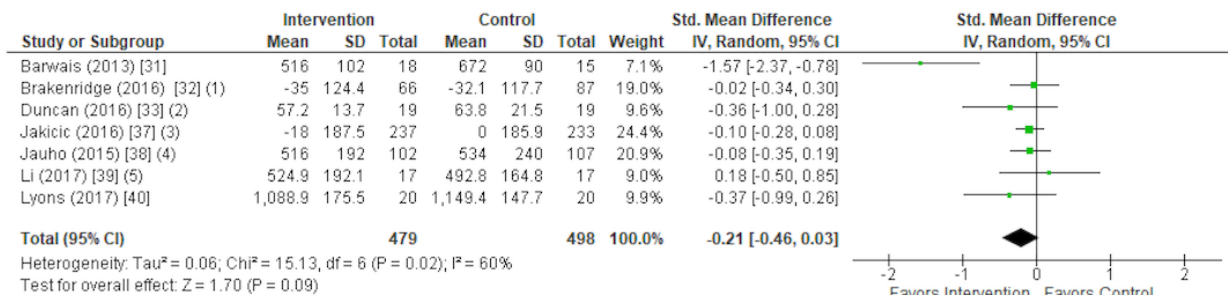 Intervention Control Std. Mean Difference Std. Mean Difference
Study or Subgroup Mean SD Total Mean SD Total Weight IV, Random, 95% CI IV, Random, 95% CI
Barwais (2013) [31] 516 102 18 672 90 15 7.1% -1.57 [-2.37, -0.78]
Brakenridge (2016) [32] (1) -35 124.4 66 -32.1 117.7 87 19.0% -0.02 [-0.34, 0.30]
Duncan (2016) [33] (2) 57.2 13.7 19 63.8 21.5 19 9.6% -0.36 [-1.00, 0.28]
Jakicic (2016) [37] (3) -18 187.5 237 0 185.9 233 24.4% -0.10 [-0.28, 0.08]
Jauho (2015) [38] (4) 516 192 102 534 240 107 20.9% -0.08 [-0.35, 0.19]
Li (2017) [39] (5) 524.9 192.1 17 492.8 164.8 17 9.0% 0.18 [-0.50, 0.85]
Lyons (2017) [40] 1,088.9 175.5 20 1,149.4 147.7 20 9.9% -0.37 [-0.99, 0.26]
Total (95% CI) 479 498 100.0% -0.21 [-0.46, 0.03]
Heterogeneity: Tau² = 0.06; Chi² = 15.13, df = 6 (P = 0.02); I² = 60%
Test for overall effect: Z = 1.70 (P = 0.09)
-2 -1 0 1 2
Favors Intervention Favors Control